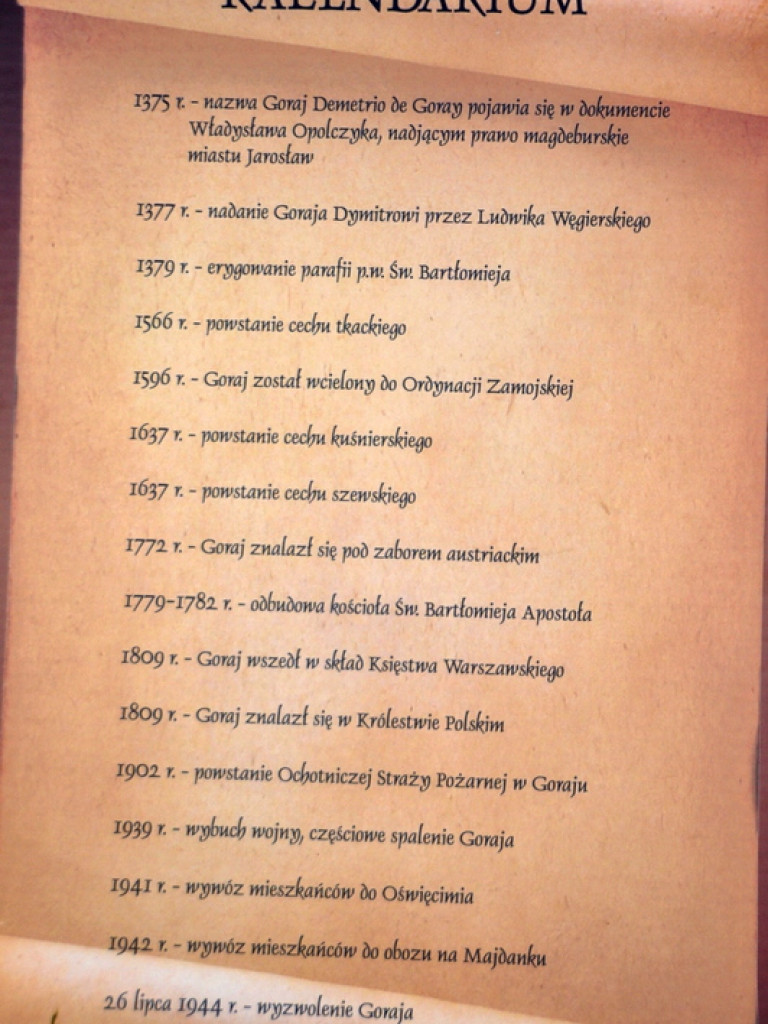 KALENDARIUM
1375 r. - nazwa Goraj Demetrio de Goray pojawia się w dokumencie
Władysława Opolczyka, nadjącym prawo magdeburskie
miastu Jarosław
1377 r. - nadanie Goraja Dymitrowi przez Ludwika Węgierskiego
1379 r. - erygowanie parafii p.w. Św. Bartłomieja
1566 r. - powstanie cechu tkackiego
1596 r. - Goraj został wcielony do Ordynacji Zamojskiej
1637 r. - powstanie cechu kuśnierskiego
1637 r. - powstanie cechu szewskiego
1772 r. - Goraj znalazł się pod zaborem austriackim
1779-1782 r. - odbudowa kościoła Św. Bartłomieja Apostoła
1809 r. - Goraj wszedł w skład Księstwa Warszawskiego
1809 r. - Goraj znalazł się w Królestwie Polskim
1902 r. - powstanie Ochotniczej Straży Pożarnej w Goraju
1939 r. - wybuch wojny, częściowe spalenie Goraja
1941 r. - wywóz mieszkańców do Oświęcimia
1942 r. - wywóz mieszkańców do obozu na Majdanku
26 lipca 1944 r. - wyzwolenie Goraja